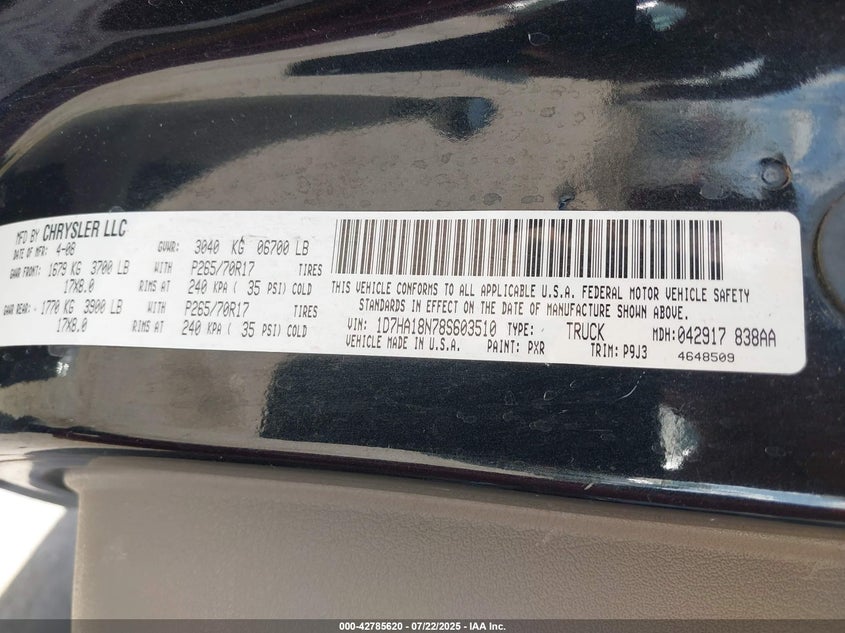 MFD BY CHRYSLER LLC
DATE OF MFR: 4-08 GVWR: 3040 KG 06700 LB
GAWR FRONT: 1679 KG 3700 LB WITH P265/70R17 TIRES
17X8.0 RIMS AT 240 KPA ( 35 PSI) COLD
GAWR REAR: 1770 KG 3900 LB WITH P265/70R17 TIRES
17X8.0 RIMS AT 240 KPA ( 35 PSI) COLD
THIS VEHICLE CONFORMS TO ALL APPLICABLE U.S.A. FEDERAL MOTOR VEHICLE SAFETY
STANDARDS IN EFFECT ON THE DATE OF MANUFACTURE SHOWN ABOVE.
VIN: 1D7HA18N78S603510 TYPE: TRUCK MDH:042917 838AA
VEHICLE MADE IN U.S.A. PAINT: PXR TRIM: P9J3 4648509
000-42785620 - 07/22/2025 - IAA Inc.